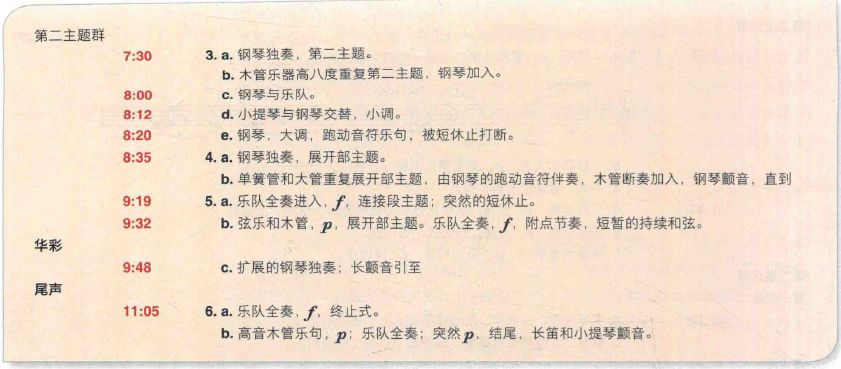 第二主题群
7:30 3. a. 钢琴独奏，第二主题。
b. 木管乐器高八度重复第二主题，钢琴加入。
8:00 c. 钢琴与乐队。
8:12 d. 小提琴与钢琴交替，小调。
8:20 e. 钢琴，大调，跑动音符乐句，被短休止打断。
8:35 4. a. 钢琴独奏，展开部主题。
b. 单簧管和大管重复展开部主题，由钢琴的跑动音符伴奏，木管断奏加入，钢琴颤音，直到
9:19 5. a. 乐队全奏进入，f，连接段主题；突然的短休止。
9:32 b. 弦乐和木管，p，展开部主题。乐队全奏，f，附点节奏，短暂的持续和弦。
华彩
9:48 c. 扩展的钢琴独奏；长颤音引至
尾声
11:05 6. a. 乐队全奏，f，终止式。
b. 高音木管乐句，p；乐队全奏；突然p，结尾，长笛和小提琴颤音。